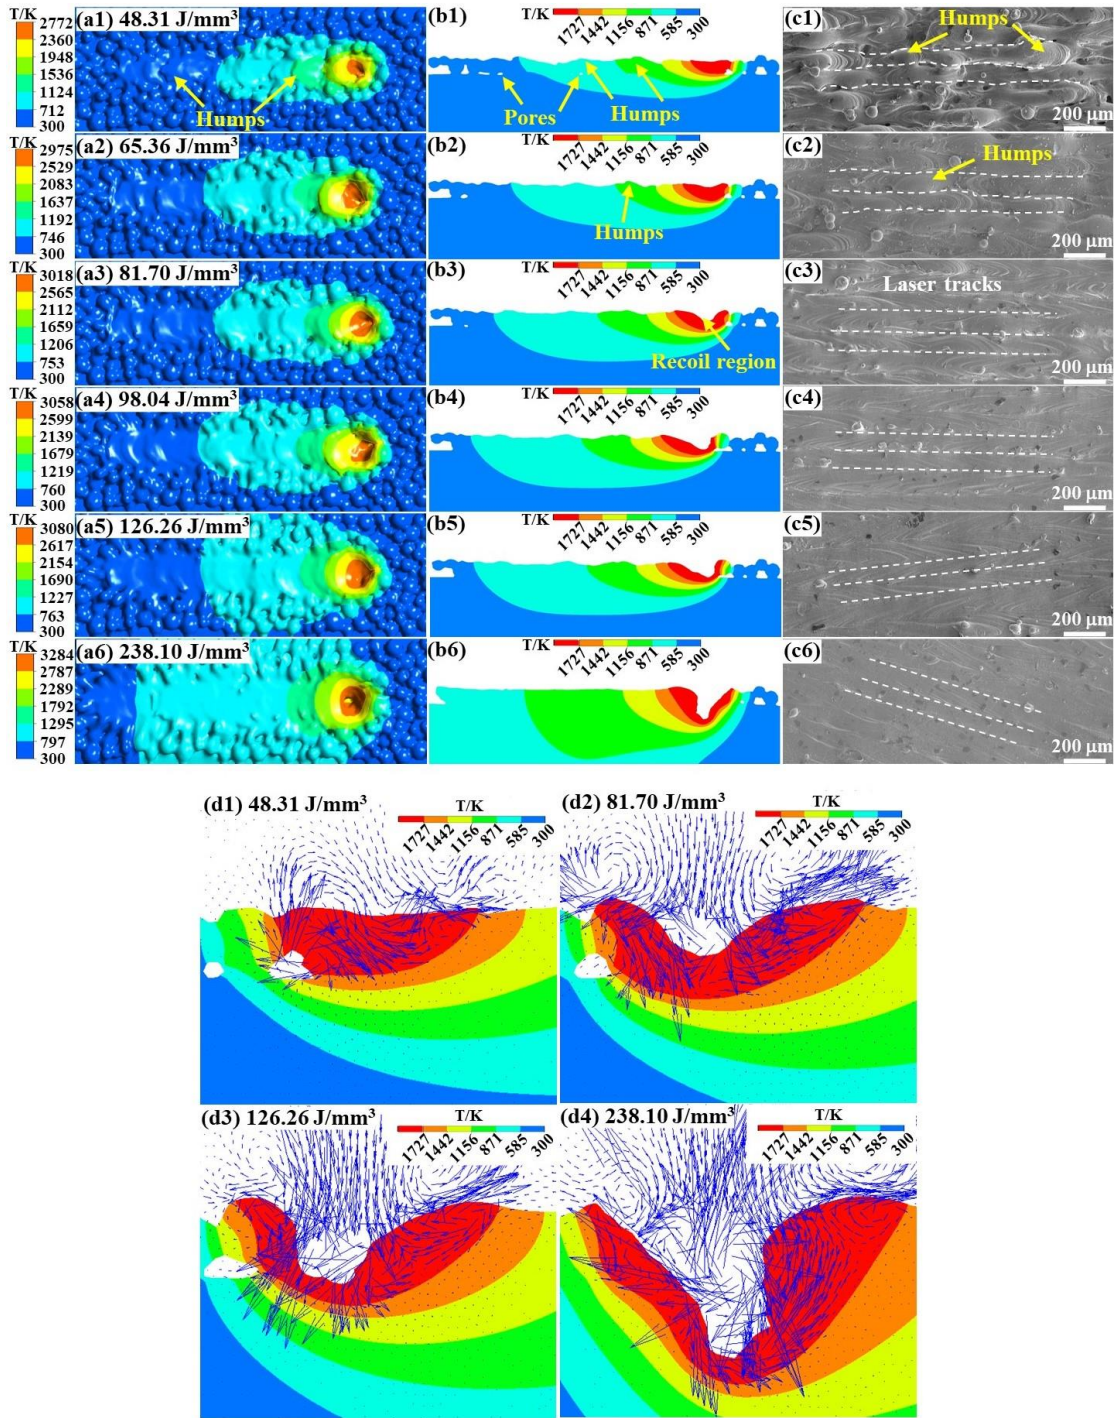 T/K
2772
2360
1948
1536
1124
712
300
(a1) 48.31 J/mm³
Humps
(b1)
T/K
1727
1442
1156
871
585
300
Pores
Humps
(c1)
Humps
200 μm
2975
2529
2083
1637
1192
746
300
(a2) 65.36 J/mm³
(b2)
T/K
1727
1442
1156
871
585
300
Humps
(c2)
Humps
200 μm
T/K
3018
2565
2112
1659
1206
753
300
(a3) 81.70 J/mm³
(b3)
T/K
1727
1442
1156
871
585
300
Recoil region
(c3)
Laser tracks
200 μm
T/K
3058
2599
2139
1679
1219
760
300
(a4) 98.04 J/mm³
(b4)
T/K
1727
1442
1156
871
585
300
(c4)
200 μm
T/K
3080
2617
2154
1690
1227
763
300
(a5) 126.26 J/mm³
(b5)
T/K
1727
1442
1156
871
585
300
(c5)
200 μm
T/K
3284
2787
2289
1792
1295
797
300
(a6) 238.10 J/mm³
(b6)
T/K
1727
1442
1156
871
585
300
(c6)
200 μm
(d1) 48.31 J/mm³
T/K
1727
1442
1156
871
585
300
(d2) 81.70 J/mm³
T/K
1727
1442
1156
871
585
300
(d3) 126.26 J/mm³
T/K
1727
1442
1156
871
585
300
(d4) 238.10 J/mm³
T/K
1727
1442
1156
871
585
300